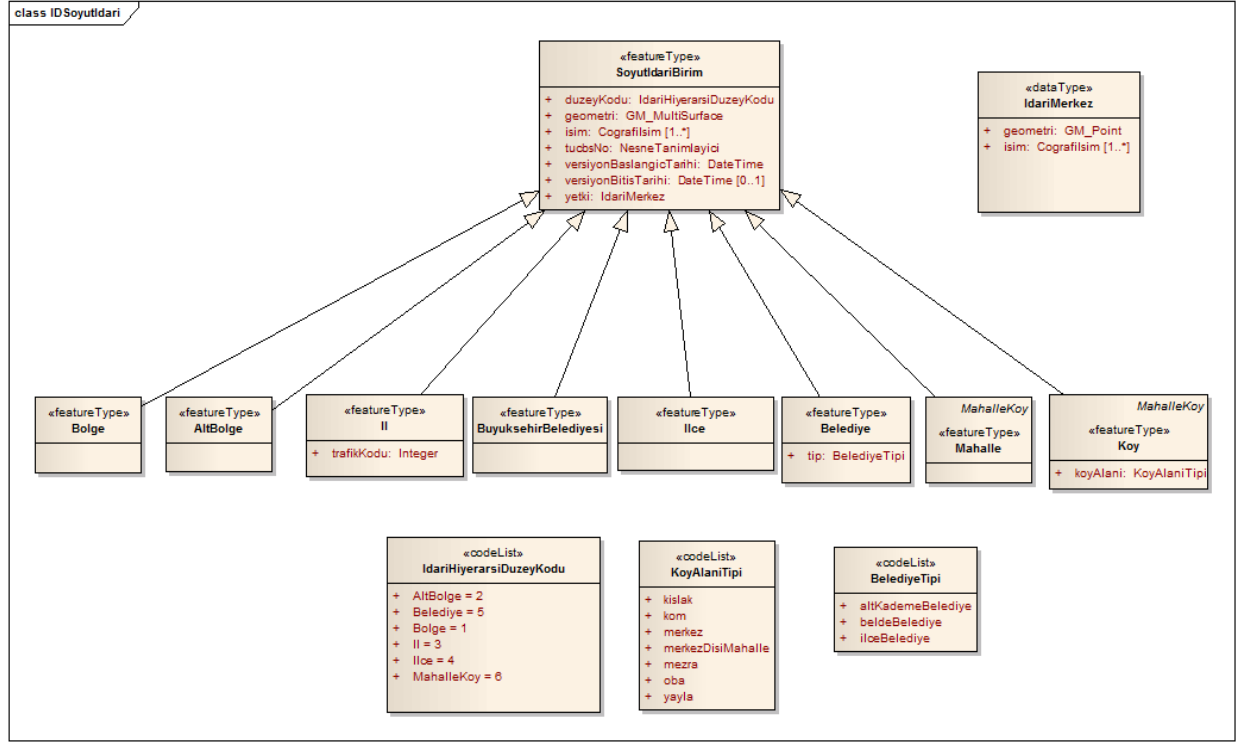 class IDSoyutIdari
«featureType»
SoyutIdariBirim
+ duzeyKodu: IdariHiyerarsiDuzeyKodu
+ geometri: GM_MultiSurface
+ isim: CografiIsim [1..*]
+ tucbsNo: NesneTanimlayici
+ versiyonBaslangicTarihi: DateTime
+ versiyonBitisTarihi: DateTime [0..1]
+ yetki: IdariMerkez
«dataType»
IdariMerkez
+ geometri: GM_Point
+ isim: CografiIsim [1..*]
«featureType»
Bolge
«featureType»
AltBolge
«featureType»
Il
+ trafikKodu: Integer
«featureType»
BuyuksehirBelediyesi
«featureType»
Ilce
«featureType»
Belediye
+ tip: BelediyeTipi
MahalleKoy
«featureType»
Mahalle
MahalleKoy
«featureType»
Koy
+ koyAlani: KoyAlaniTipi
«codeList»
IdariHiyerarsiDuzeyKodu
+ AltBolge = 2
+ Belediye = 5
+ Bolge = 1
+ Il = 3
+ Ilce = 4
+ MahalleKoy = 6
«codeList»
KoyAlaniTipi
+ kislak
+ kom
+ merkez
+ merkezDisiMahalle
+ mezra
+ oba
+ yayla
«codeList»
BelediyeTipi
+ altKademeBelediye
+ beldeBelediye
+ ilceBelediye